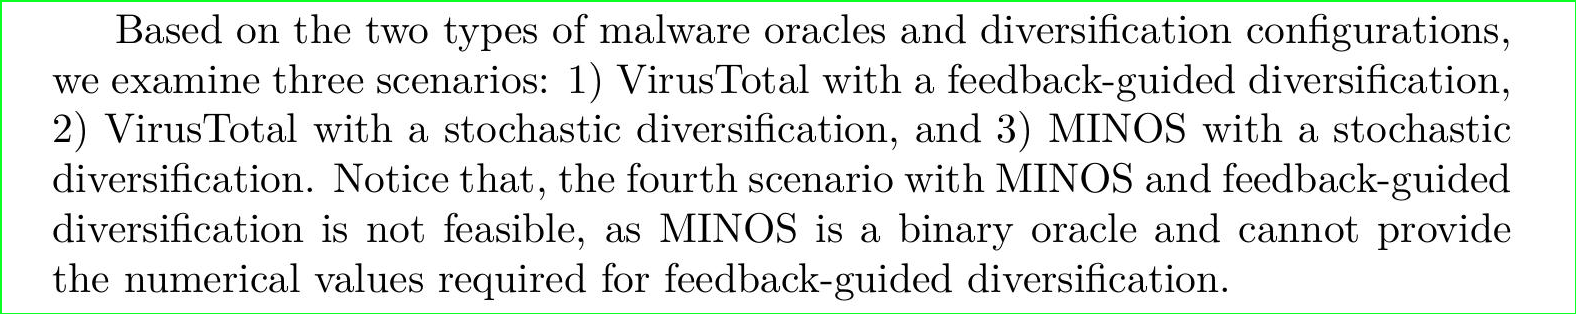 Based on the two types of malware oracles and diversification configurations,
we examine three scenarios: 1) VirusTotal with a feedback-guided diversification,
2) VirusTotal with a stochastic diversification, and 3) MINOS with a stochastic
diversification. Notice that, the fourth scenario with MINOS and feedback-guided
diversification is not feasible, as MINOS is a binary oracle and cannot provide
the numerical values required for feedback-guided diversification.